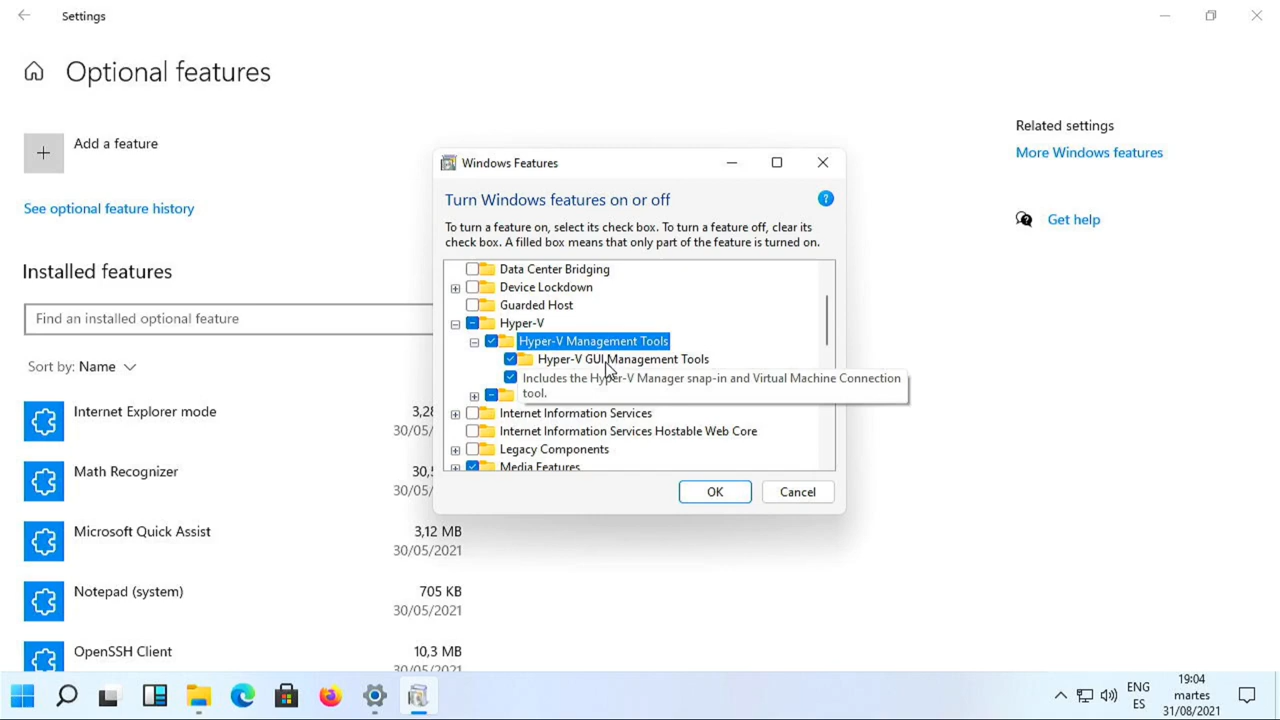 Settings
Optional features
Add a feature
See optional feature history
Installed features
Find an installed optional feature
Sort by: Name
Internet Explorer mode
3,28
30/05/
Math Recognizer
30,5
30/05/
Microsoft Quick Assist
3,12 MB
30/05/2021
Notepad (system)
705 KB
30/05/2021
OpenSSH Client
10,3 MB
30/05/2021
Windows Features
Turn Windows features on or off
To turn a feature on, select its check box. To turn a feature off, clear its
check box. A filled box means that only part of the feature is turned on.
Data Center Bridging
Device Lockdown
Guarded Host
Hyper-V
Hyper-V Management Tools
Hyper-V GUI Management Tools
Includes the Hyper-V Manager snap-in and Virtual Machine Connection
tool.
Internet Information Services
Internet Information Services Hostable Web Core
Legacy Components
Media Features
OK
Cancel
Related settings
More Windows features
Get help
ENG
ES
19:04
martes
31/08/2021